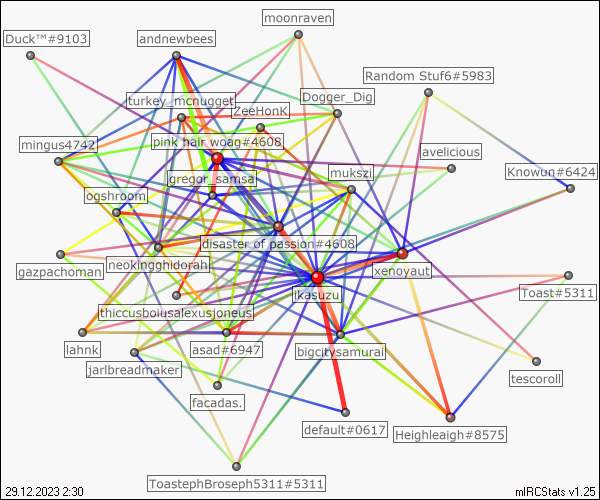 moonraven
Duck™#9103
andnewbees
Random Stuf6#5983
turkey_mcnugget
Dogger_Dig
ZeeHonK
mingus4742
pink hair woag#4608
avelicious
gregor_samsa
mukszi
Knowun#6424
ogshroom
disaster of passion#4608
gazpachoman
neokingghidorah
xenoyaut
ikasuzu
Toast#5311
thiccusboiusalexusjoneus
lahnk
asad#6947
bigcitysamurai
jarlbreadmaker
tescoroll
facadas.
default#0617
Heighleaigh#8575
ToastephBroseph5311#5311
29.12.2023 2:30
mIRCStats v1.25